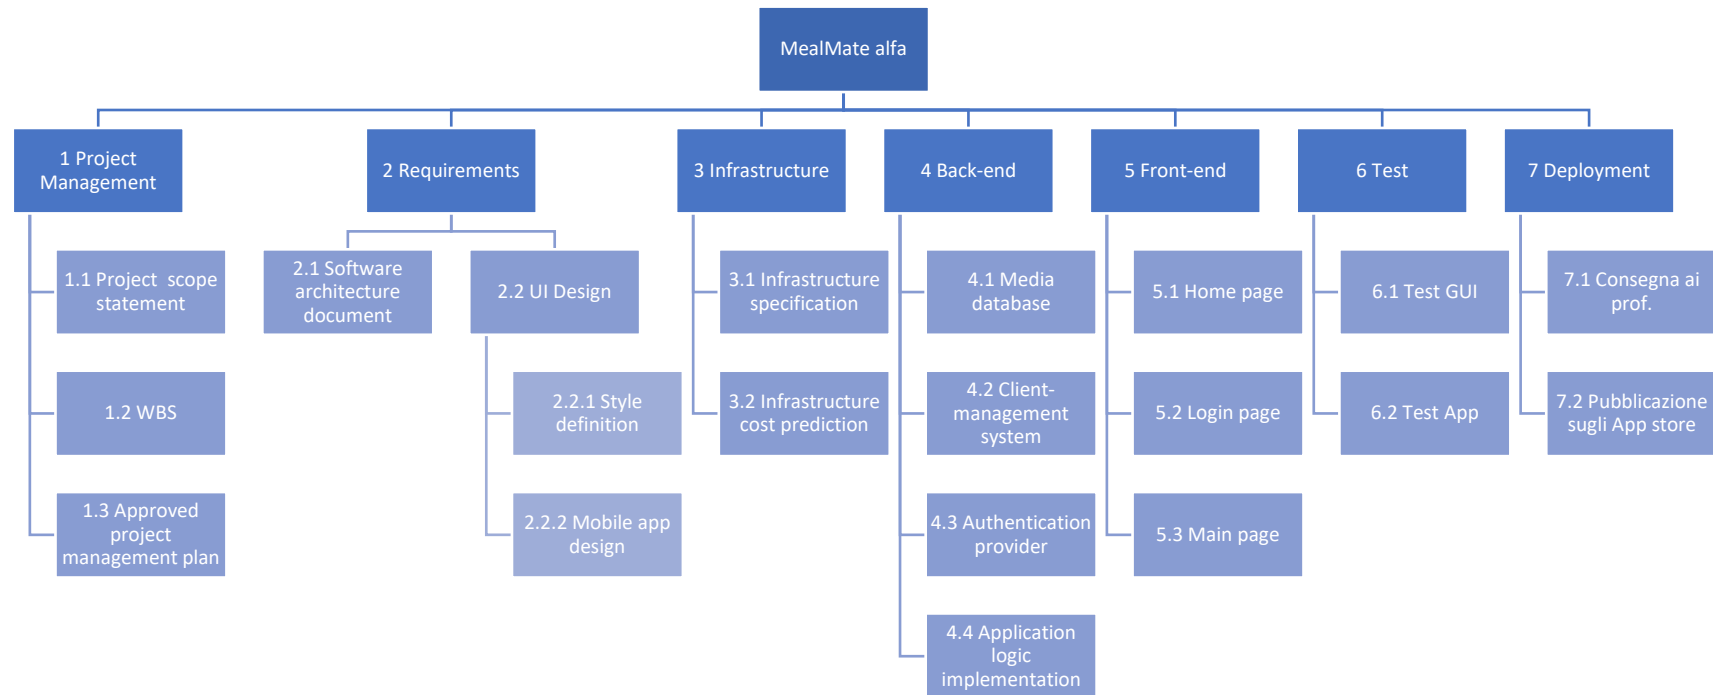 MealMate alfa
1 Project
Management
2 Requirements
3 Infrastructure
4 Back-end
5 Front-end
6 Test
7 Deployment
1.1 Project scope
statement
1.2 WBS
1.3 Approved
project
management plan
2.1 Software
architecture
document
2.2 UI Design
2.2.1 Style
definition
2.2.2 Mobile app
design
3.1 Infrastructure
specification
3.2 Infrastructure
cost prediction
4.1 Media
database
4.2 Client-
management
system
4.3 Authentication
provider
4.4 Application
logic
implementation
5.1 Home page
5.2 Login page
5.3 Main page
6.1 Test GUI
6.2 Test App
7.1 Consegna ai
prof.
7.2 Pubblicazione
sugli App store